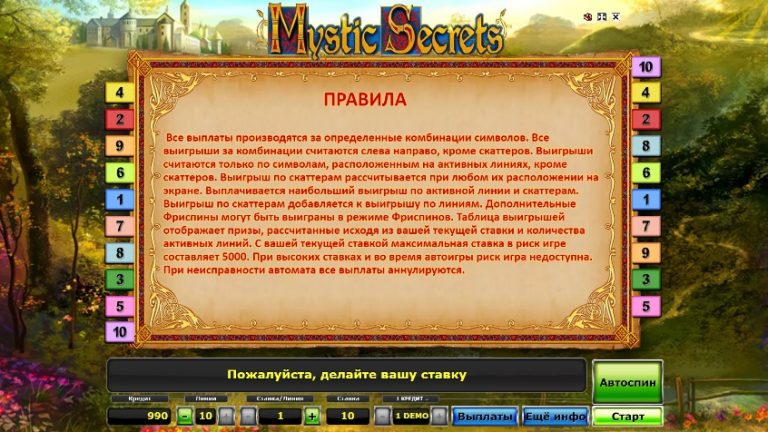 Mystic Secrets
10
4
2
9
6
1
7
8
3
5
10
ПРАВИЛА
Все выплаты производятся за определенные комбинации символов. Все
выигрыши за комбинации считаются слева направо, кроме скаттеров. Выигрыши
считаются только по символам, расположенным на активных линиях, кроме
скаттеров. Выигрыш по скаттерам рассчитывается при любом их расположении на
экране. Выплачивается наибольший выигрыш по активной линии и скаттерам.
Выигрыш по скаттерам добавляется к выигрышу по линиям. Дополнительные
Фриспины могут быть выиграны в режиме Фриспинов. Таблица выигрышей
отображает призы, рассчитанные исходя из вашей текущей ставки и количества
активных линий. С вашей текущей ставкой максимальная ставка в риск игре
составляет 5000. При высоких ставках и во время автоигры риск игра недоступна.
При неисправности автомата все выплаты аннулируются.
4
2
8
6
1
7
9
3
5
Пожалуйста, делайте вашу ставку
Автоспин
Кредит Линии Ставка/Линия Ставка 1 КРЕДИТ =
990 - 10 1 + 10 1 DEMO Выплаты Ещё инфо Старт